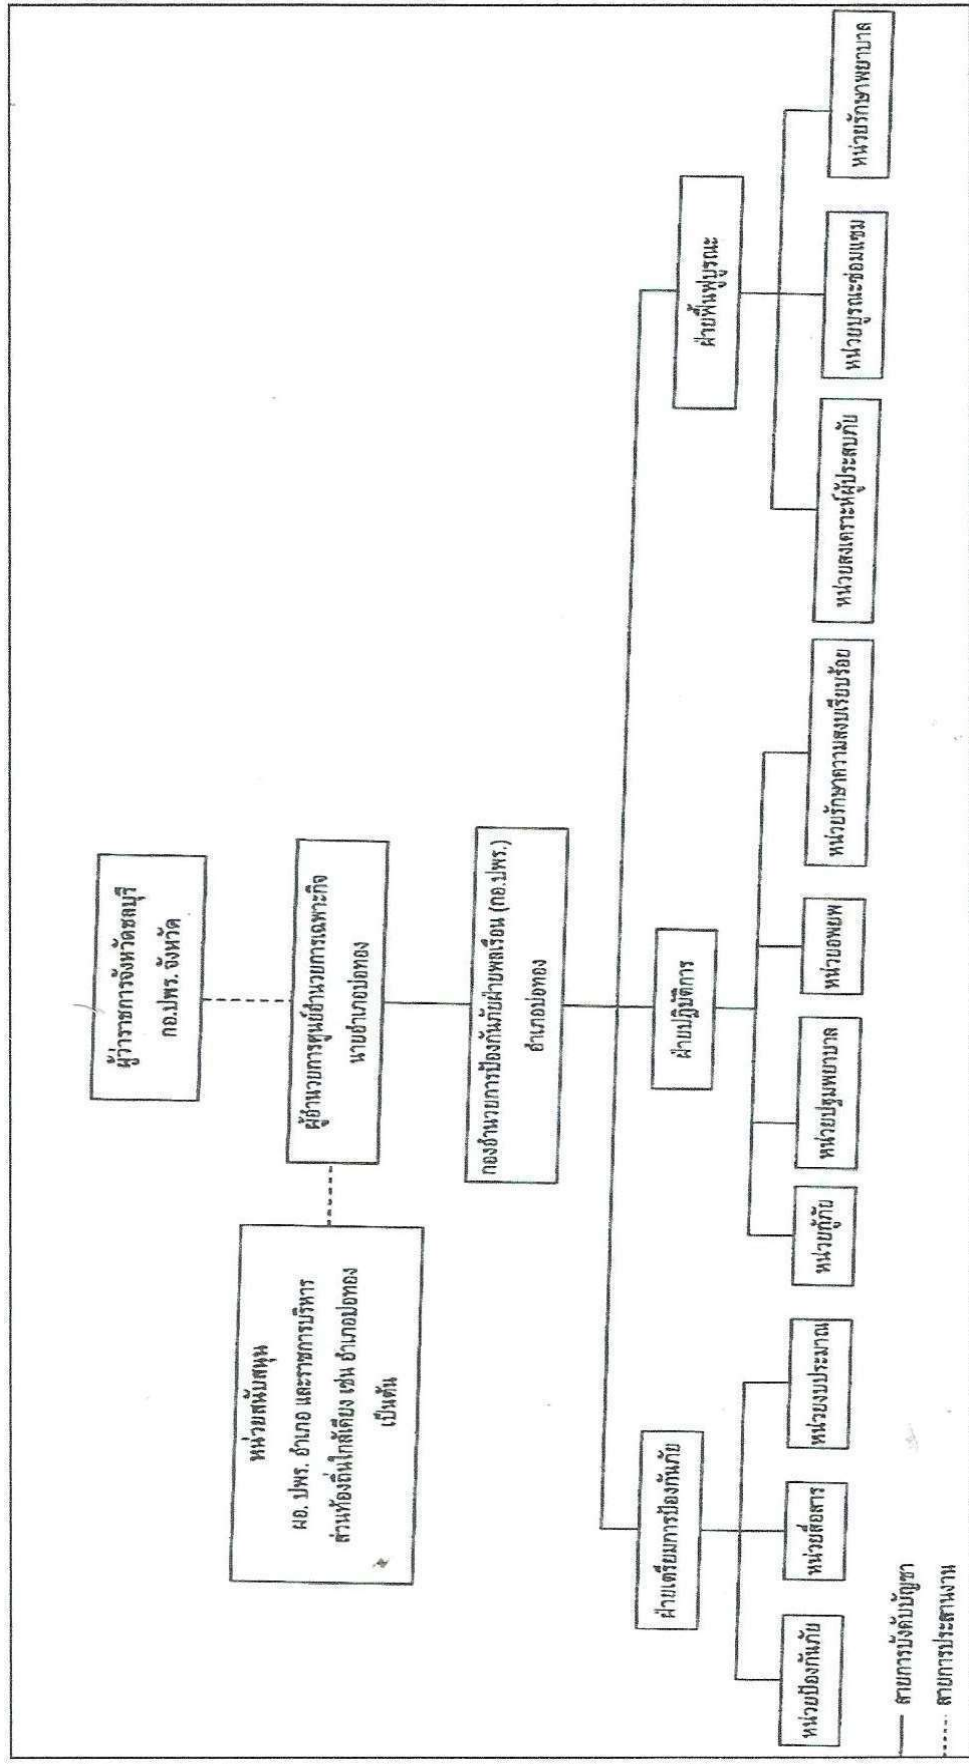 ผู้ว่าราชการจังหวัดชลบุรี
กอ.ปพร. จังหวัด
ผู้อำนวยการศูนย์อำนวยการเฉพาะกิจ
นายอำเภอบ่อทอง
หน่วยสนับสนุน
ผอ. ปพร. อำเภอ และราชการบริหาร
ส่วนท้องถิ่นใกล้เคียง เช่น อำเภอบ่อทอง
เป็นต้น
กองอำนวยการป้องกันภัยฝ่ายพลเรือน (กอ.ปพร.)
อำเภอบ่อทอง
ฝ่ายเตรียมการป้องกันภัย
ฝ่ายปฏิบัติการ
ฝ่ายฟื้นฟูบูรณะ
หน่วยป้องกันภัย
หน่วยสื่อสาร
หน่วยงบประมาณ
หน่วยกู้ภัย
หน่วยปฐมพยาบาล
หน่วยอพยพ
หน่วยรักษาความสงบเรียบร้อย
หน่วยสงเคราะห์ผู้ประสบภัย
หน่วยบูรณะซ่อมแซม
หน่วยรักษาพยาบาล
สายการบังคับบัญชา
สายการประสานงาน